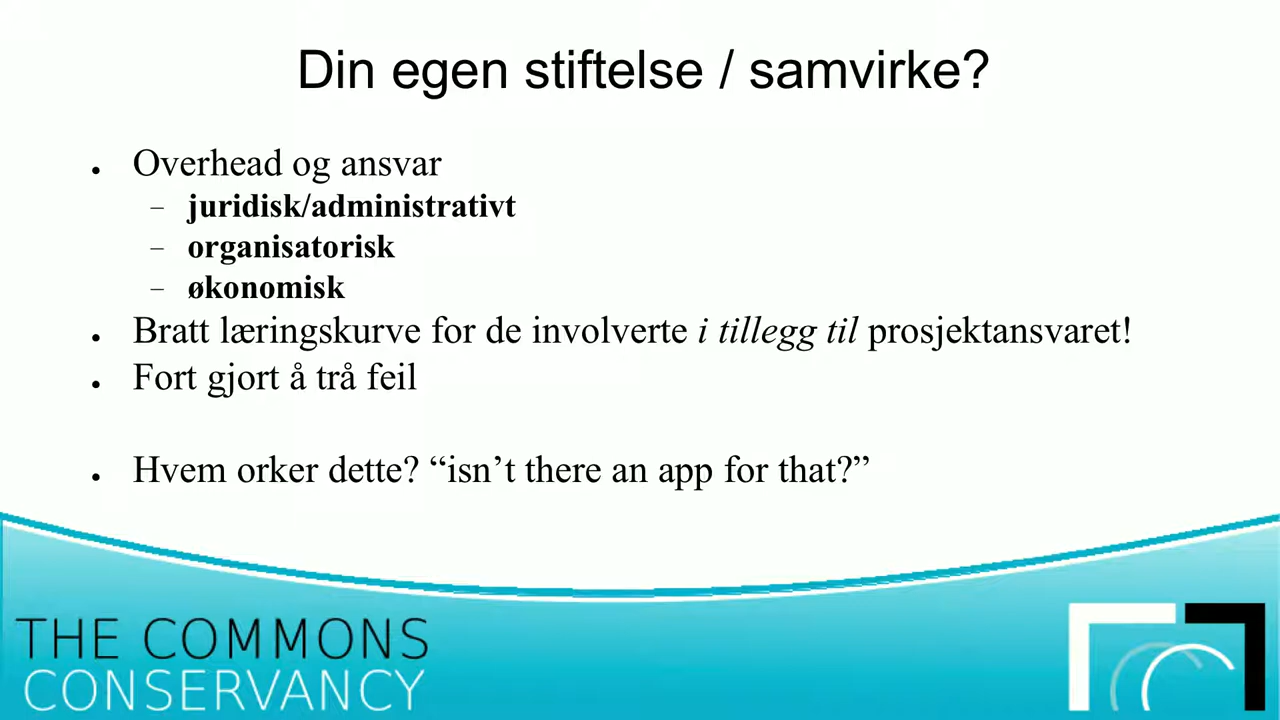 Din egen stiftelse / samvirke?
● Overhead og ansvar
– juridisk/administrativt
– organisatorisk
– økonomisk
● Bratt læringskurve for de involverte i tillegg til prosjektansvaret!
● Fort gjort å trå feil
● Hvem orker dette? “isn’t there an app for that?”
THE COMMONS
CONSERVANCY